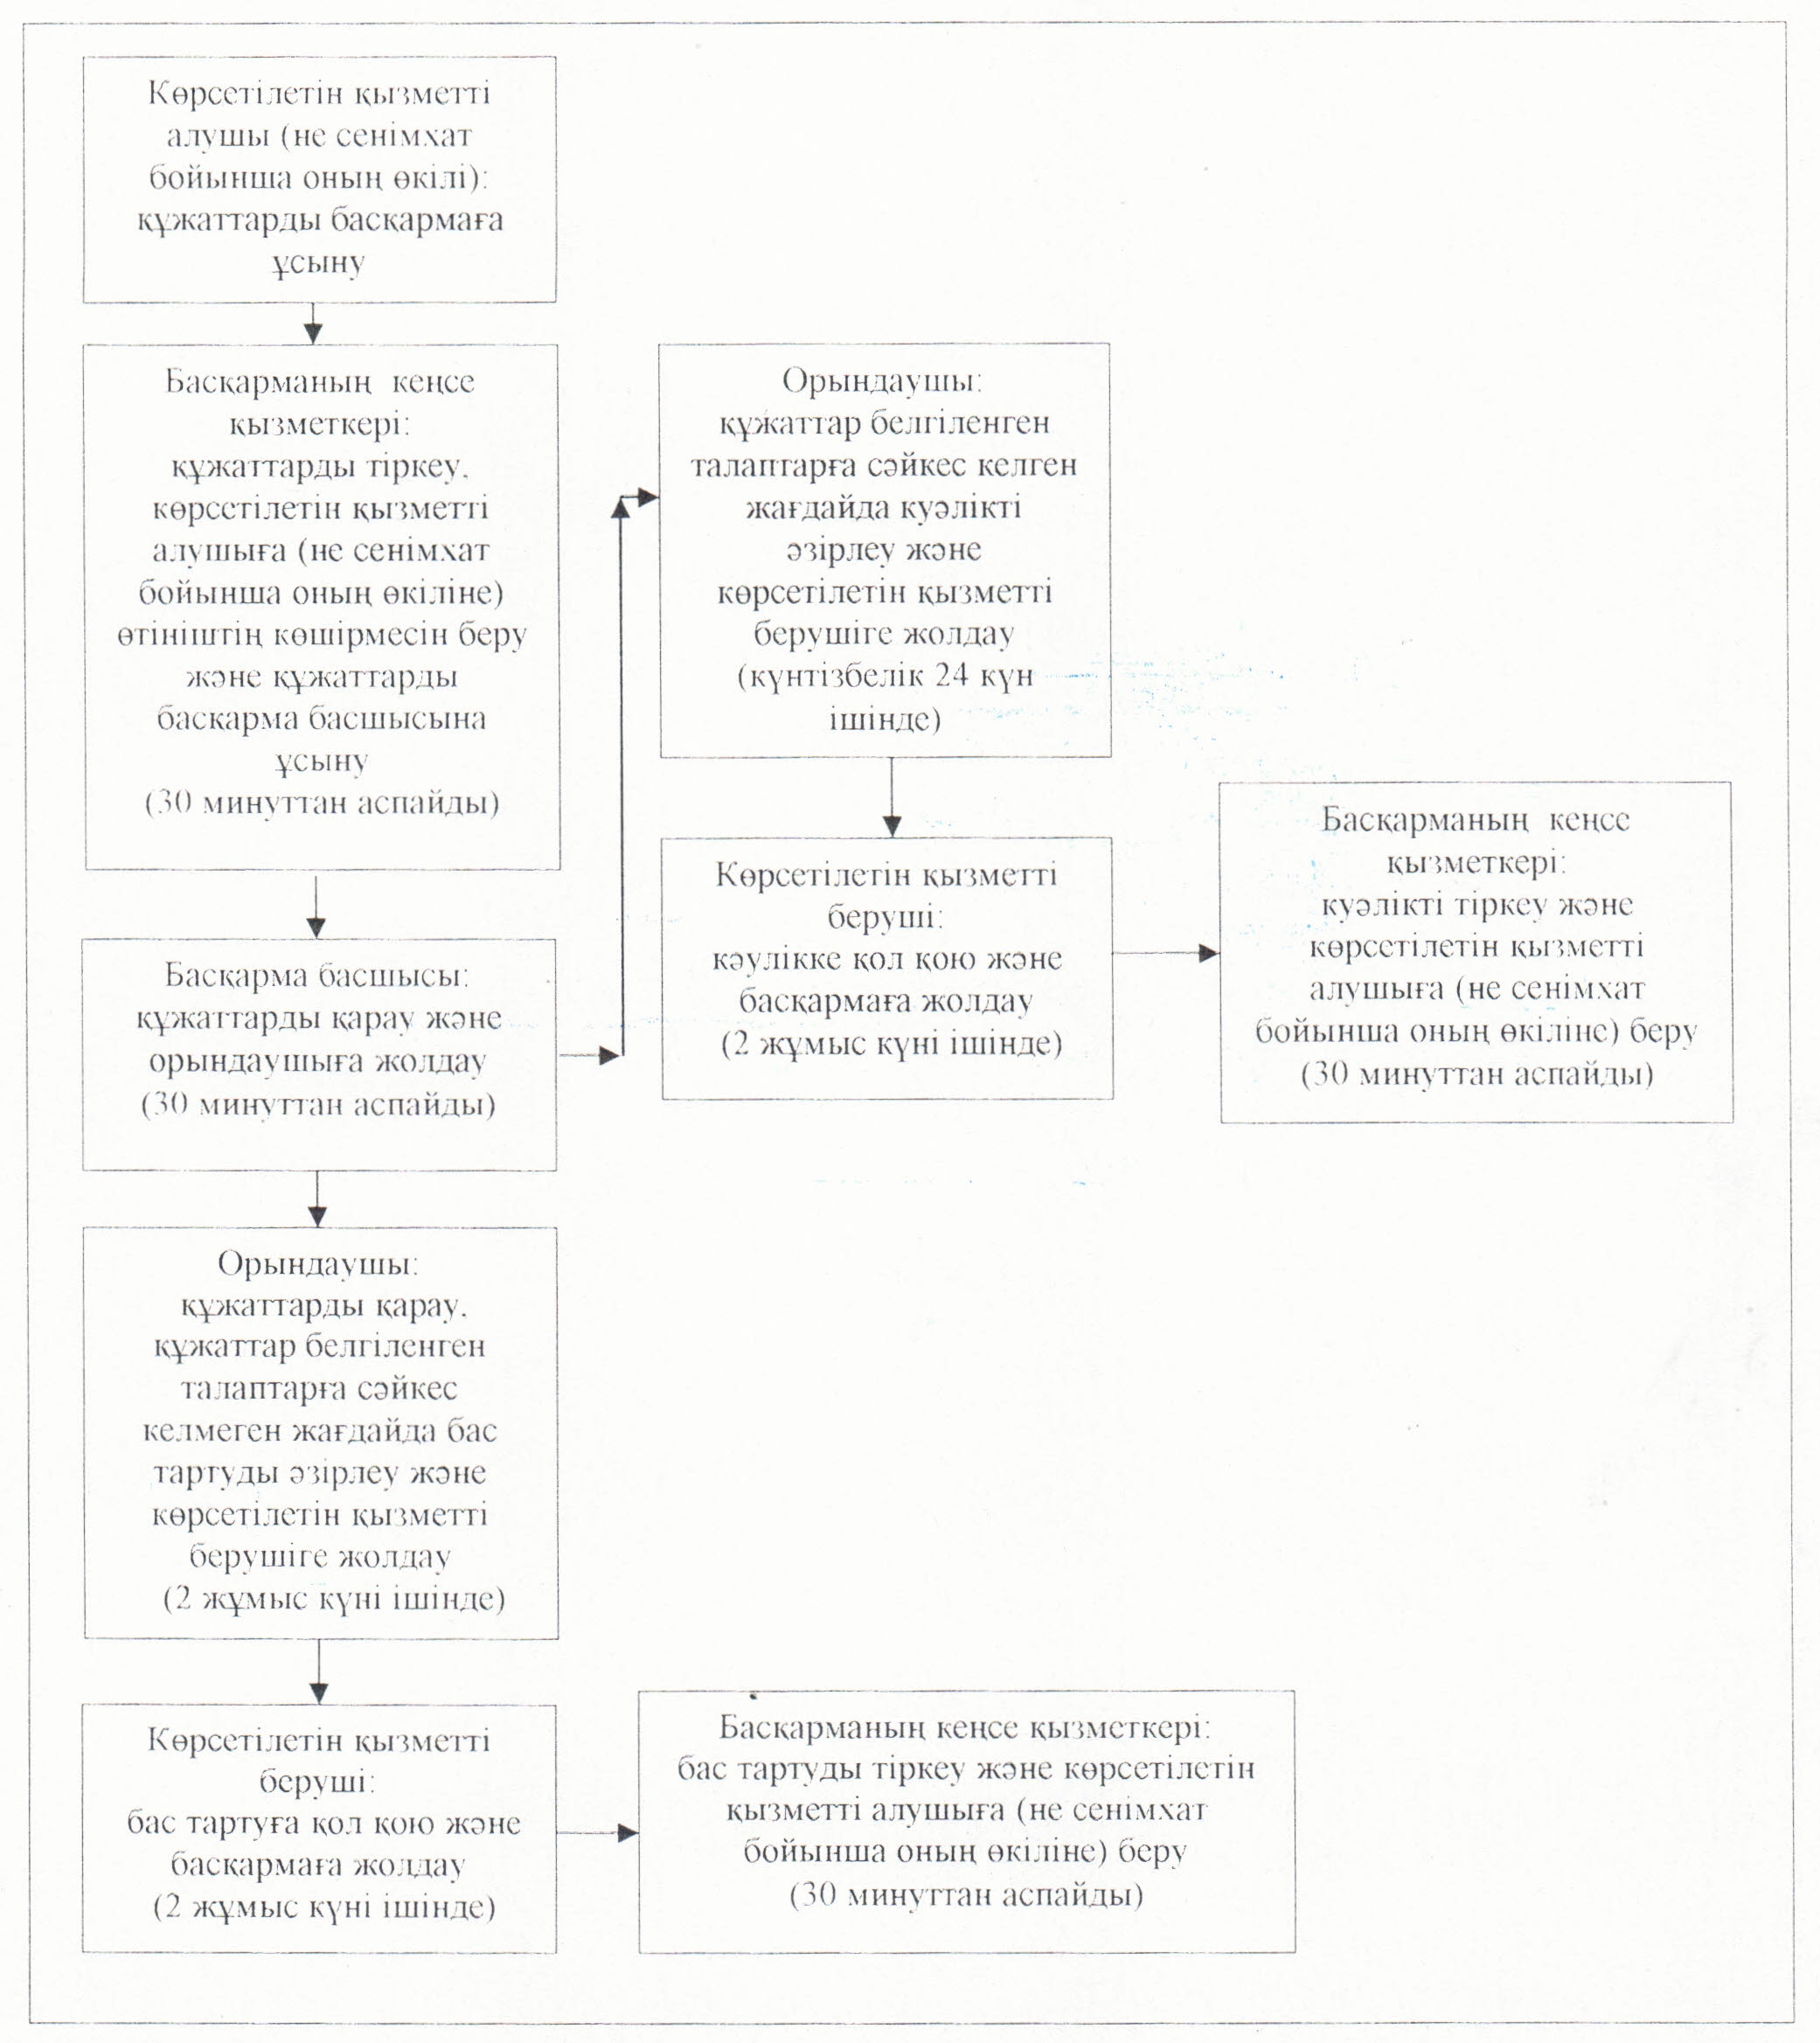 Көрсетілетін қызметті
алушы (не сенімхат
бойынша оның өкілі):
құжаттарды басқармаға
ұсыну
Басқарманың кеңсе
қызметкері:
құжаттарды тіркеу,
көрсетілетін қызметті
алушыға (не сенімхат
бойынша оның өкіліне)
өтініштің көшірмесін беру
және құжаттарды
басқарма басшысына
ұсыну
(30 минуттан аспайды)
Басқарма басшысы:
құжаттарды қарау және
орындаушыға жолдау
(30 минуттан аспайды)
Орындаушы:
құжаттарды қарау,
құжаттар белгіленген
талаптарға сәйкес
келмеген жағдайда бас
тартуды әзірлеу және
көрсетілетін қызметті
берушіге жолдау
(2 жұмыс күні ішінде)
Көрсетілетін қызметті
беруші:
бас тартуға қол қою және
басқармаға жолдау
(2 жұмыс күні ішінде)
Орындаушы:
құжаттар белгіленген
талаптарға сәйкес келген
жағдайда куәлікті
әзірлеу және
көрсетілетін қызметті
берушіге жолдау
(күнтізбелік 24 күн
ішінде)
Көрсетілетін қызметті
беруші:
кәулікке қол қою және
басқармаға жолдау
(2 жұмыс күні ішінде)
Басқарманың кеңсе
қызметкері:
куәлікті тіркеу және
көрсетілетін қызметті
алушыға (не сенімхат
бойынша оның өкіліне) беру
(30 минуттан аспайды)
Басқарманың кеңсе қызметкері:
бас тартуды тіркеу және көрсетілетін
қызметті алушыға (не сенімхат
бойынша оның өкіліне) беру
(30 минуттан аспайды)